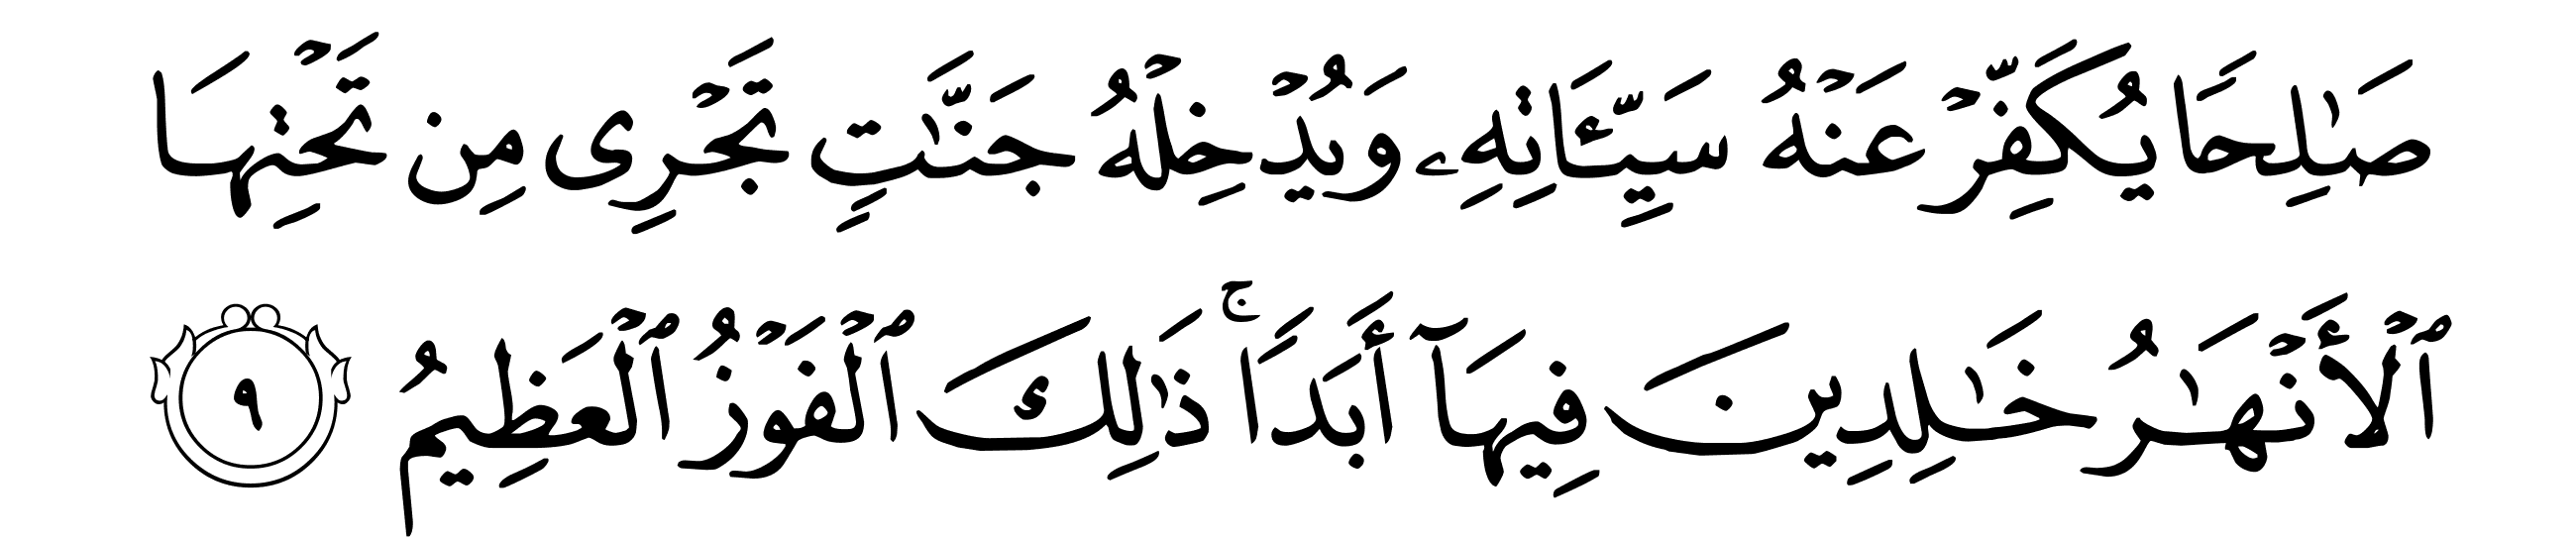 صَٰلِحًا يُكَفِّرْ عَنْهُ سَيِّـَٔاتِهِۦ وَيُدْخِلْهُ جَنَّٰتٍ تَجْرِى مِن تَحْتِهَا
ٱلْأَنْهَٰرُ خَٰلِدِينَ فِيهَآ أَبَدًا ۚ ذَٰلِكَ ٱلْفَوْزُ ٱلْعَظِيمُ ٩